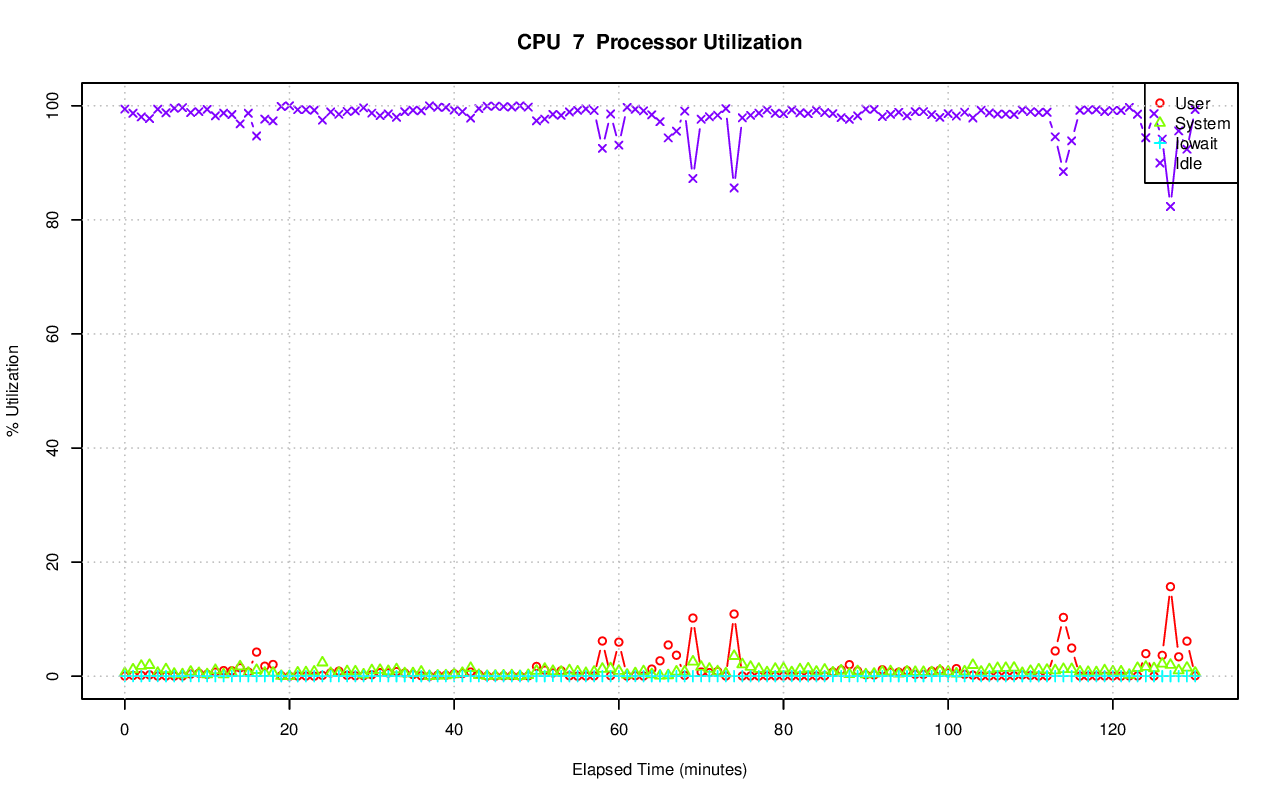 CPU 7 Processor Utilization
% Utilization
100
80
60
40
20
0
User
System
Iowait
Idle
0 20 40 60 80 100 120
Elapsed Time (minutes)